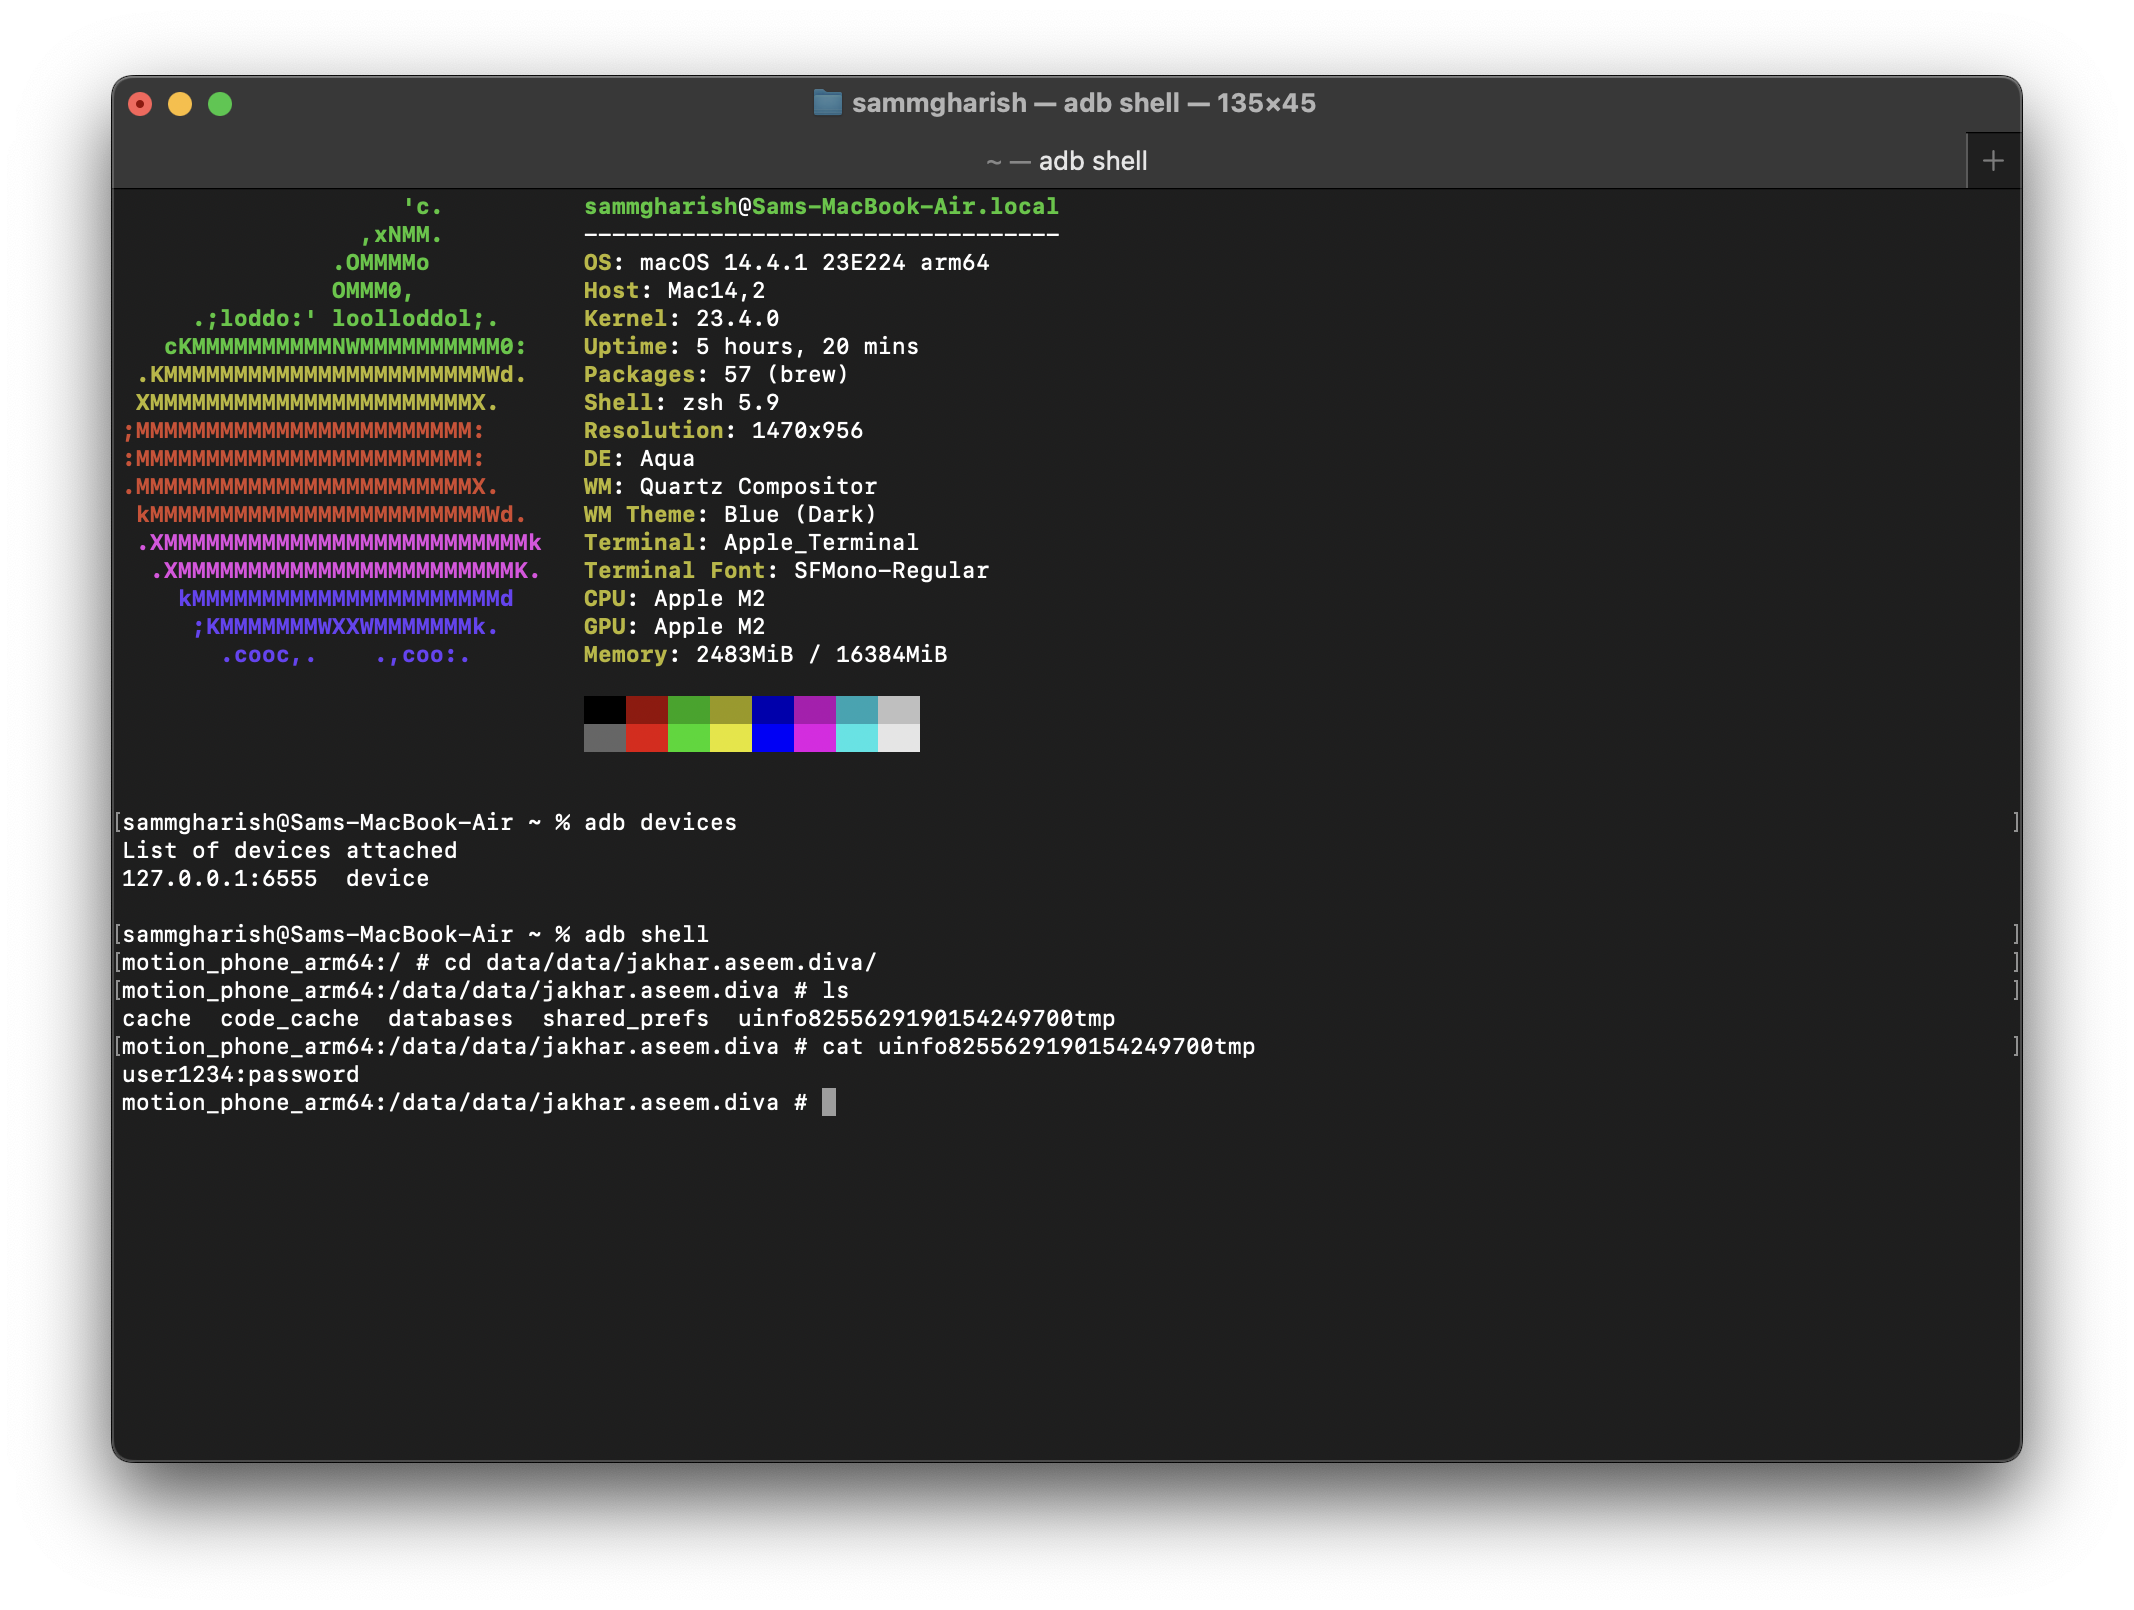 sammgharish — adb shell — 135×45
~ — adb shell
'c.
,xNMM.
.OMMMMo
OMMM0,
.;loddo:' loolloddol;.
cKMMMMMMMMMMNWMMMMMMMMMM0:
.KMMMMMMMMMMMMMMMMMMMMMMMWd.
XMMMMMMMMMMMMMMMMMMMMMMMX.
;MMMMMMMMMMMMMMMMMMMMMMMM:
:MMMMMMMMMMMMMMMMMMMMMMMM:
.MMMMMMMMMMMMMMMMMMMMMMMMX.
kMMMMMMMMMMMMMMMMMMMMMMMMWd.
.XMMMMMMMMMMMMMMMMMMMMMMMMMMk
.XMMMMMMMMMMMMMMMMMMMMMMMMK.
kMMMMMMMMMMMMMMMMMMMMMMd
;KMMMMMMMWXXWMMMMMMMk.
.cooc,.    .,coo:.
sammgharish@Sams-MacBook-Air.local
----------------------------------
OS: macOS 14.4.1 23E224 arm64
Host: Mac14,2
Kernel: 23.4.0
Uptime: 5 hours, 20 mins
Packages: 57 (brew)
Shell: zsh 5.9
Resolution: 1470x956
DE: Aqua
WM: Quartz Compositor
WM Theme: Blue (Dark)
Terminal: Apple_Terminal
Terminal Font: SFMono-Regular
CPU: Apple M2
GPU: Apple M2
Memory: 2483MiB / 16384MiB
[sammgharish@Sams-MacBook-Air ~ % adb devices ]
List of devices attached
127.0.0.1:6555  device
[sammgharish@Sams-MacBook-Air ~ % adb shell ]
[motion_phone_arm64:/ # cd data/data/jakhar.aseem.diva/ ]
[motion_phone_arm64:/data/data/jakhar.aseem.diva # ls ]
cache  code_cache  databases  shared_prefs  uinfo8255629190154249700tmp
[motion_phone_arm64:/data/data/jakhar.aseem.diva # cat uinfo8255629190154249700tmp ]
user1234:password
motion_phone_arm64:/data/data/jakhar.aseem.diva #